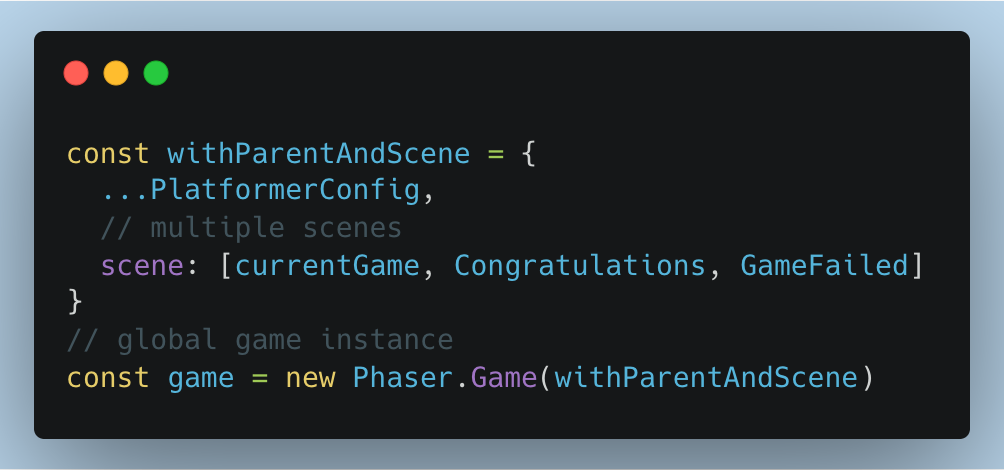 const withParentAndScene = {
  ...PlatformerConfig,
  // multiple scenes
  scene: [currentGame, Congratulations, GameFailed]
}
// global game instance
const game = new Phaser.Game(withParentAndScene)